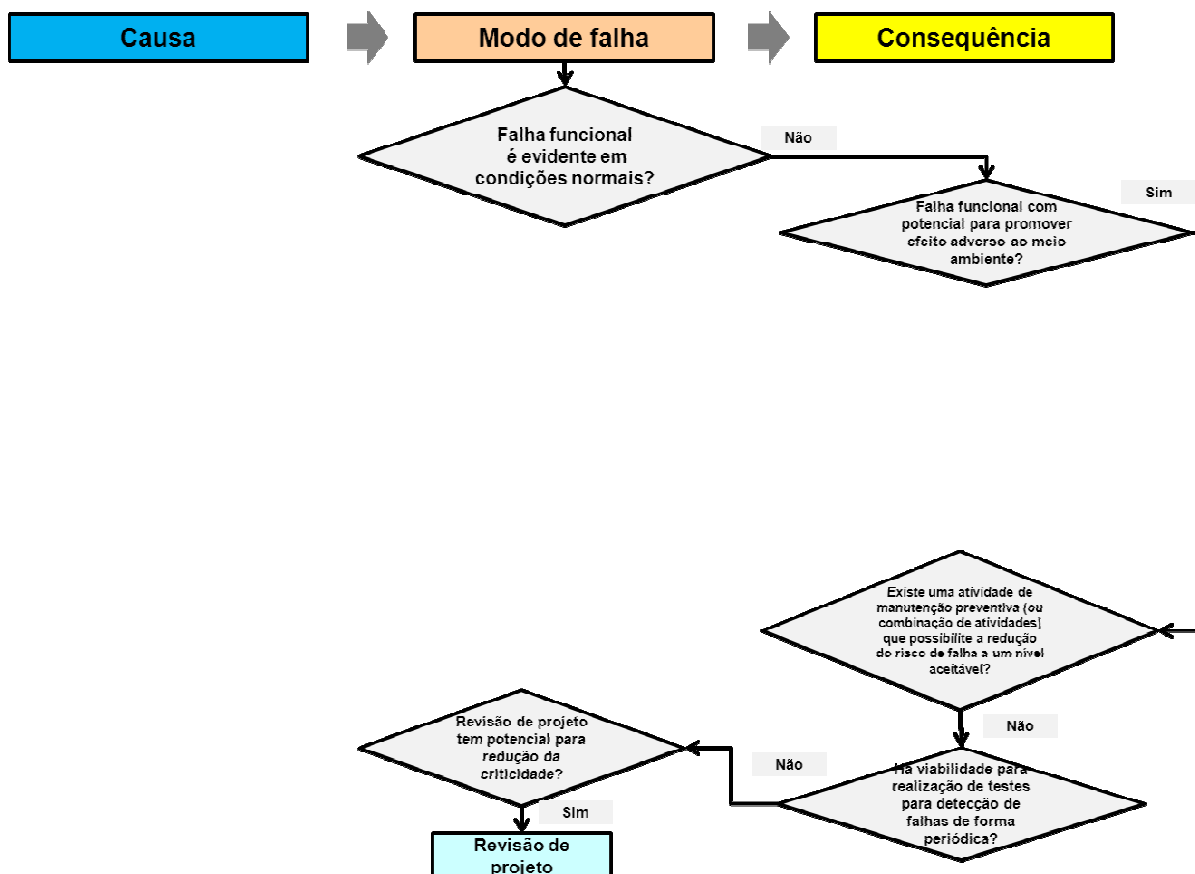 Causa
Modo de falha
Consequência
Falha funcional
é evidente em
condições normais?
Não
Sim
Falha funcional com
potencial para promover
efeito adverso ao meio
ambiente?
Existe uma atividade de
manutenção preventiva (ou
combinação de atividades)
que possibilite a redução
do risco de falha a um nível
aceitável?
Não
Revisão de projeto
tem potencial para
redução da
criticidade?
Não
Há viabilidade para
realização de testes
para detecção de
falhas de forma
periódica?
Sim
Revisão de
projeto